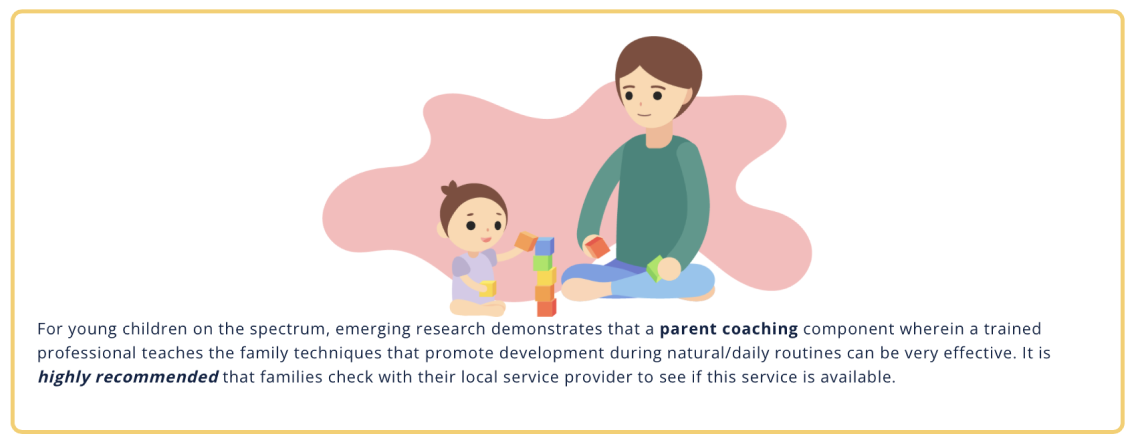 For young children on the spectrum, emerging research demonstrates that a parent coaching component wherein a trained
professional teaches the family techniques that promote development during natural/daily routines can be very effective. It is
highly recommended that families check with their local service provider to see if this service is available.